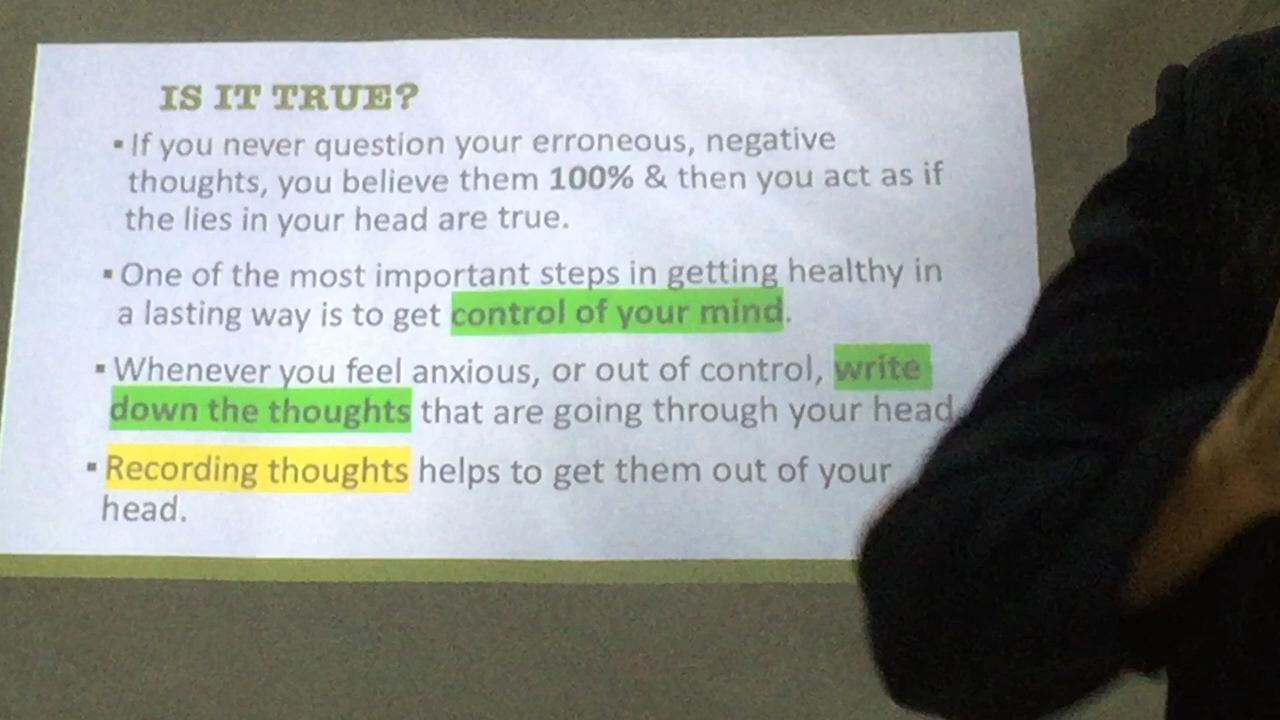 IS IT TRUE?
▪ If you never question your erroneous, negative
thoughts, you believe them 100% & then you act as if
the lies in your head are true.
▪ One of the most important steps in getting healthy in
a lasting way is to get control of your mind.
▪ Whenever you feel anxious, or out of control, write
down the thoughts that are going through your head
▪ Recording thoughts helps to get them out of your
head.